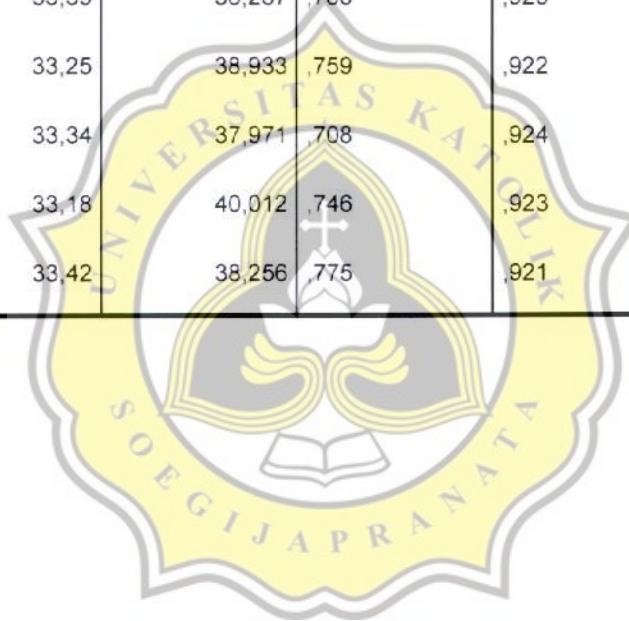 33,25 38,933 ,759 ,922
33,34 37,971 ,708 ,924
33,18 40,012 ,746 ,923
33,42 38,256 ,775 ,921
UNIVERSITAS KATOLIK
SOEGIJAPRANATA